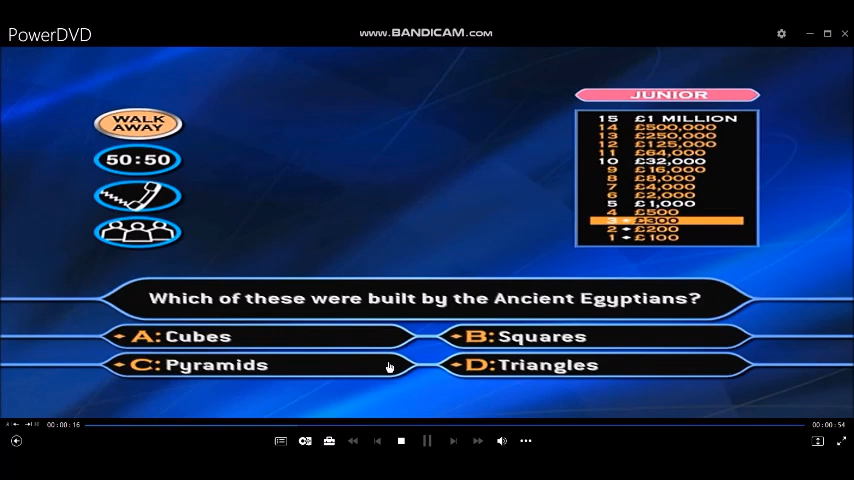 PowerDVD
www.BANDICAM.com
JUNIOR
WALK
AWAY
50:50
15 £1 MILLION
14 £500,000
13 £250,000
12 £125,000
11 £64,000
10 £32,000
9 £16,000
8 £8,000
7 £4,000
6 £2,000
5 £1,000
4 £500
3 £300
2 £200
1 £100
Which of these were built by the Ancient Egyptians?
A: Cubes
B: Squares
C: Pyramids
D: Triangles
00:00:16
00:00:54